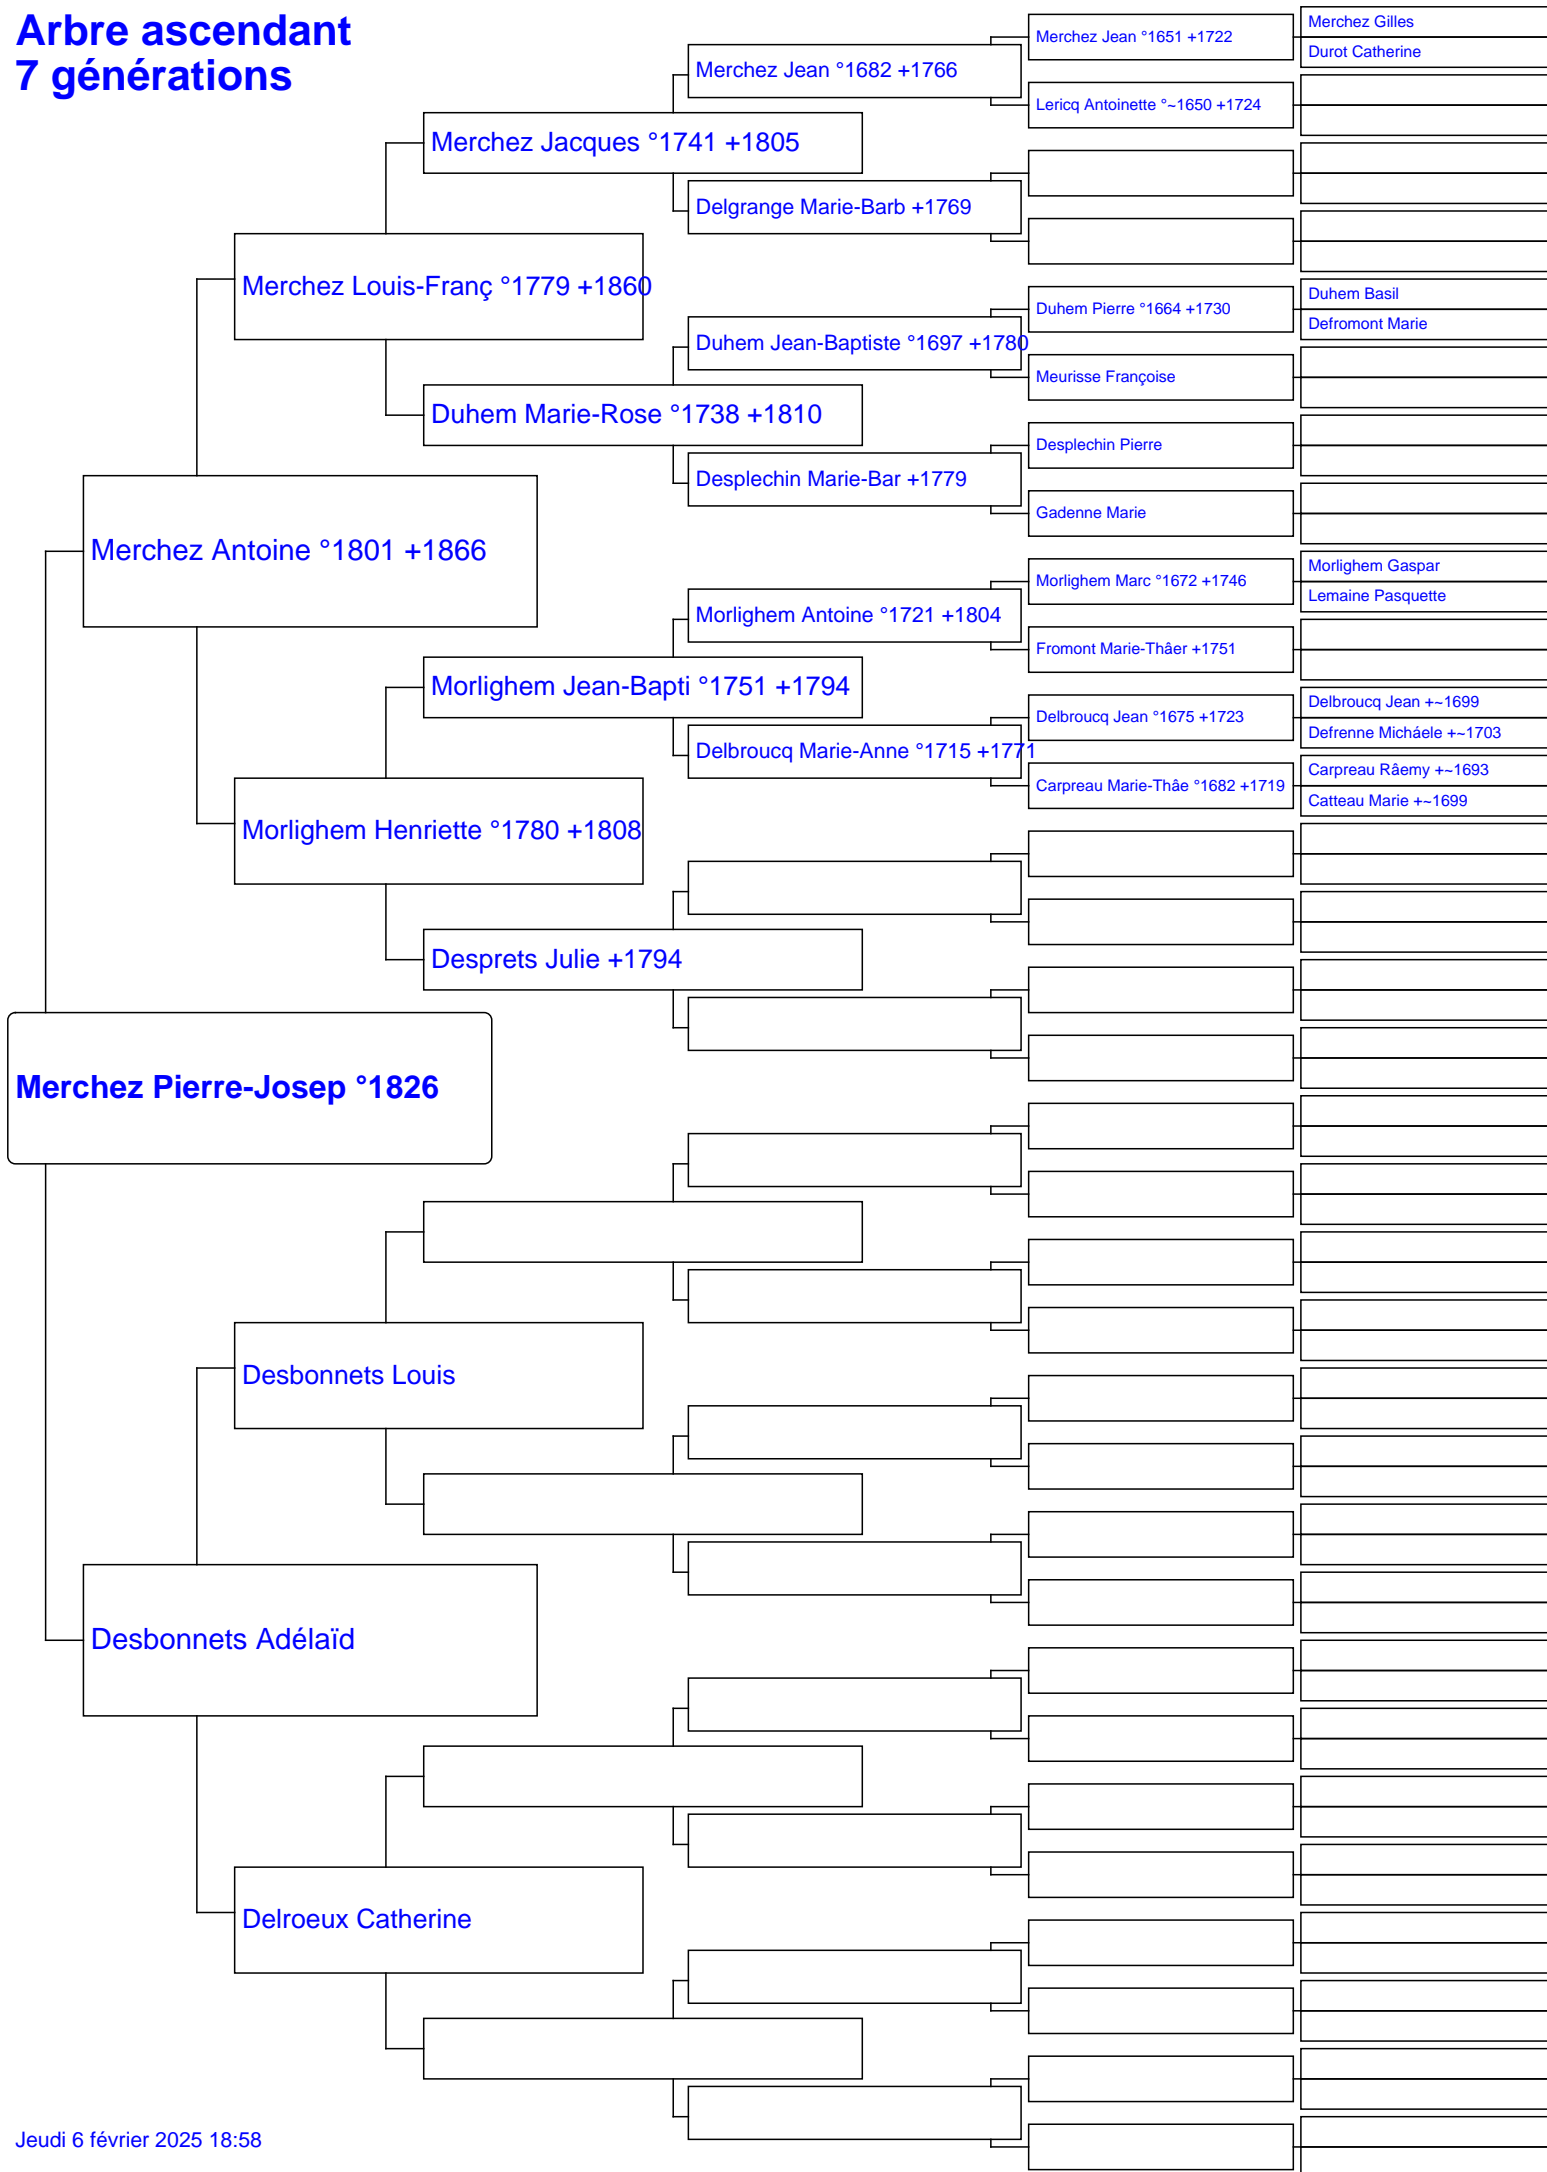 Arbre ascendant
7 générations
Merchez Gilles
Merchez Jean °1651 +1722
Durot Catherine
Merchez Jean °1682 +1766
Lericq Antoinette °~1650 +1724
Merchez Jacques °1741 +1805
Delgrange Marie-Barb +1769
Merchez Louis-Franç °1779 +1860
Duhem Basil
Duhem Pierre °1664 +1730
Defromont Marie
Duhem Jean-Baptiste °1697 +1780
Meurisse Françoise
Duhem Marie-Rose °1738 +1810
Desplechin Pierre
Desplechin Marie-Bar +1779
Gadenne Marie
Merchez Antoine °1801 +1866
Morlighem Gaspar
Morlighem Marc °1672 +1746
Lemaine Pasquette
Morlighem Antoine °1721 +1804
Fromont Marie-Thâer +1751
Morlighem Jean-Bapti °1751 +1794
Delbroucq Jean +~1699
Delbroucq Jean °1675 +1723
Defrenne Micháele +~1703
Delbroucq Marie-Anne °1715 +1771
Carpreau Râemy +~1693
Carpreau Marie-Thâe °1682 +1719
Catteau Marie +~1699
Morlighem Henriette °1780 +1808
Desprets Julie +1794
Merchez Pierre-Josep °1826
Desbonnets Louis
Desbonnets Adélaïd
Delroeux Catherine
Jeudi 6 février 2025 18:58